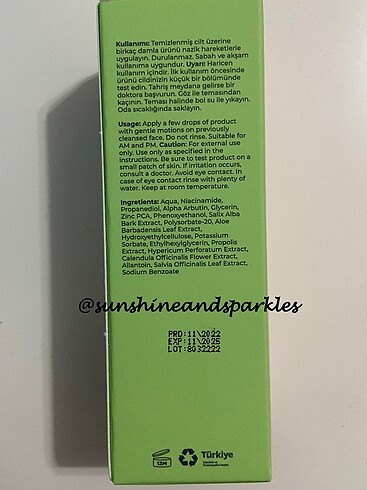 Kullanımı: Temizlenmiş cilt üzerine
birkaç damla ürünü nazik hareketlerle
uygulayın. Durulanmaz. Sabah ve akşam
kullanıma uygundur. Uyarı: Haricen
kullanım içindir. İlk kullanım öncesinde
ürünü cildinizin küçük bir bölümünde
test edin. Tahriş meydana gelirse bir
doktora başvurun. Göz ile temasından
kaçının. Teması halinde bol su ile yıkayın.
Oda sıcaklığında saklayın.
Usage: Apply a few drops of product
with gentle motions on previously
cleansed face. Do not rinse. Suitable for
AM and PM. Caution: For external use
only. Use only as specified in the
instructions. Be sure to test product on a
small patch of skin. If irritation occurs,
consult a doctor. Avoid eye contact. In
case of eye contact rinse with plenty of
water. Keep at room temperature.
Ingredients: Aqua, Niacinamide,
Propanediol, Alpha Arbutin, Glycerin,
Zinc PCA, Phenoxyethanol, Salix Alba
Bark Extract, Polysorbate-20, Aloe
Barbadensis Leaf Extract,
Hydroxyethylcellulose, Potassium
Sorbate, Ethylhexylglycerin, Propolis
Extract, Hypericum Perforatum Extract,
Calendula Officinalis Flower Extract,
Allantoin, Salvia Officinalis Leaf Extract,
Sodium Benzoate
@sunshineandsparkles
PRD:11\2022
EXP:11\2025
LOT:8032222
12M
Türkiye